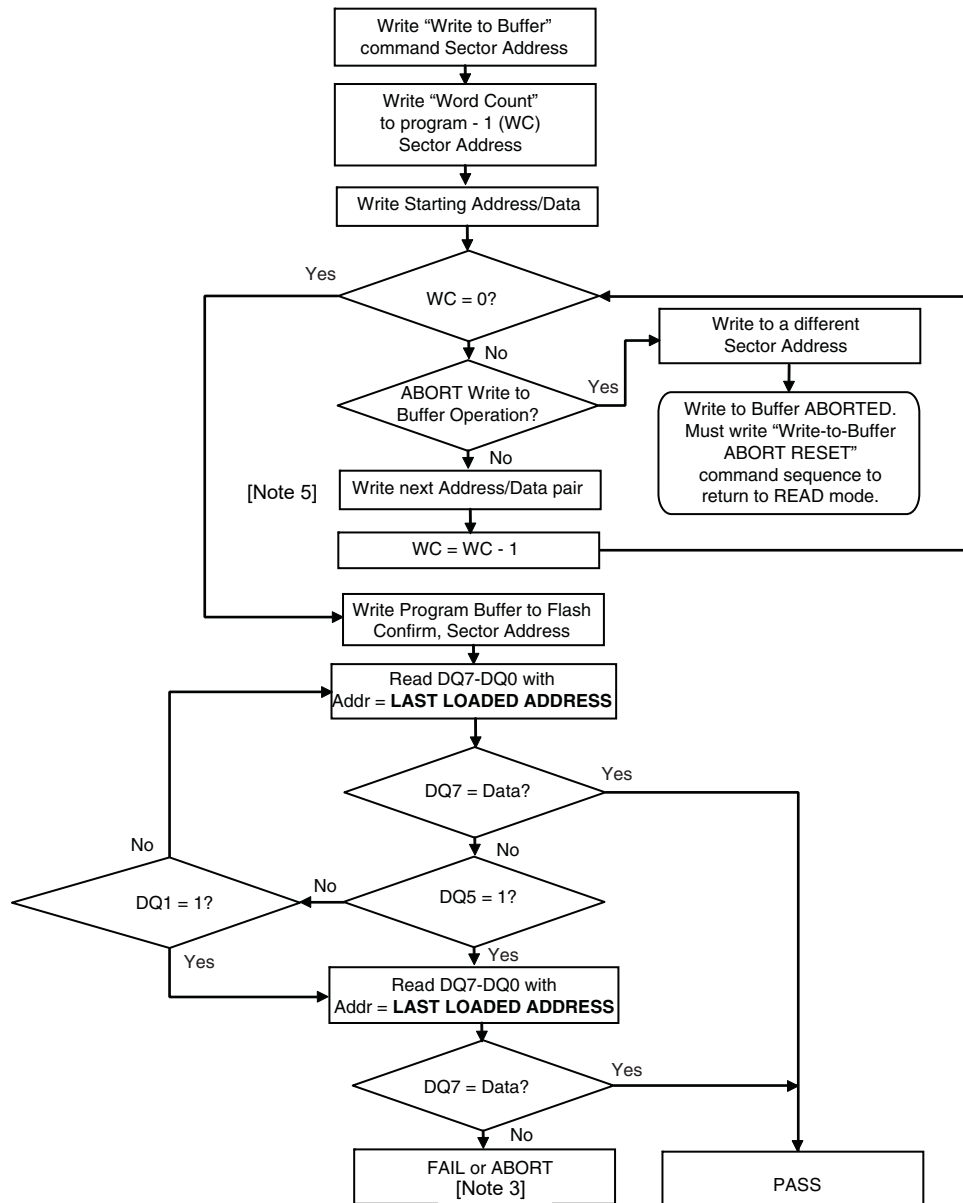 Write “Write to Buffer”
command Sector Address
Write “Word Count”
to program - 1 (WC)
Sector Address
Write Starting Address/Data
Yes
WC = 0?
No
Write to a different
Sector Address
ABORT Write to
Buffer Operation?
Yes
No
Write to Buffer ABORTED.
Must write “Write-to-Buffer
ABORT RESET”
command sequence to
return to READ mode.
[Note 5]
Write next Address/Data pair
WC = WC - 1
Write Program Buffer to Flash
Confirm, Sector Address
Read DQ7-DQ0 with
Addr = LAST LOADED ADDRESS
DQ7 = Data?
Yes
No
No
DQ1 = 1?
No
DQ5 = 1?
Yes
Yes
Read DQ7-DQ0 with
Addr = LAST LOADED ADDRESS
DQ7 = Data?
Yes
No
FAIL or ABORT
[Note 3]
PASS